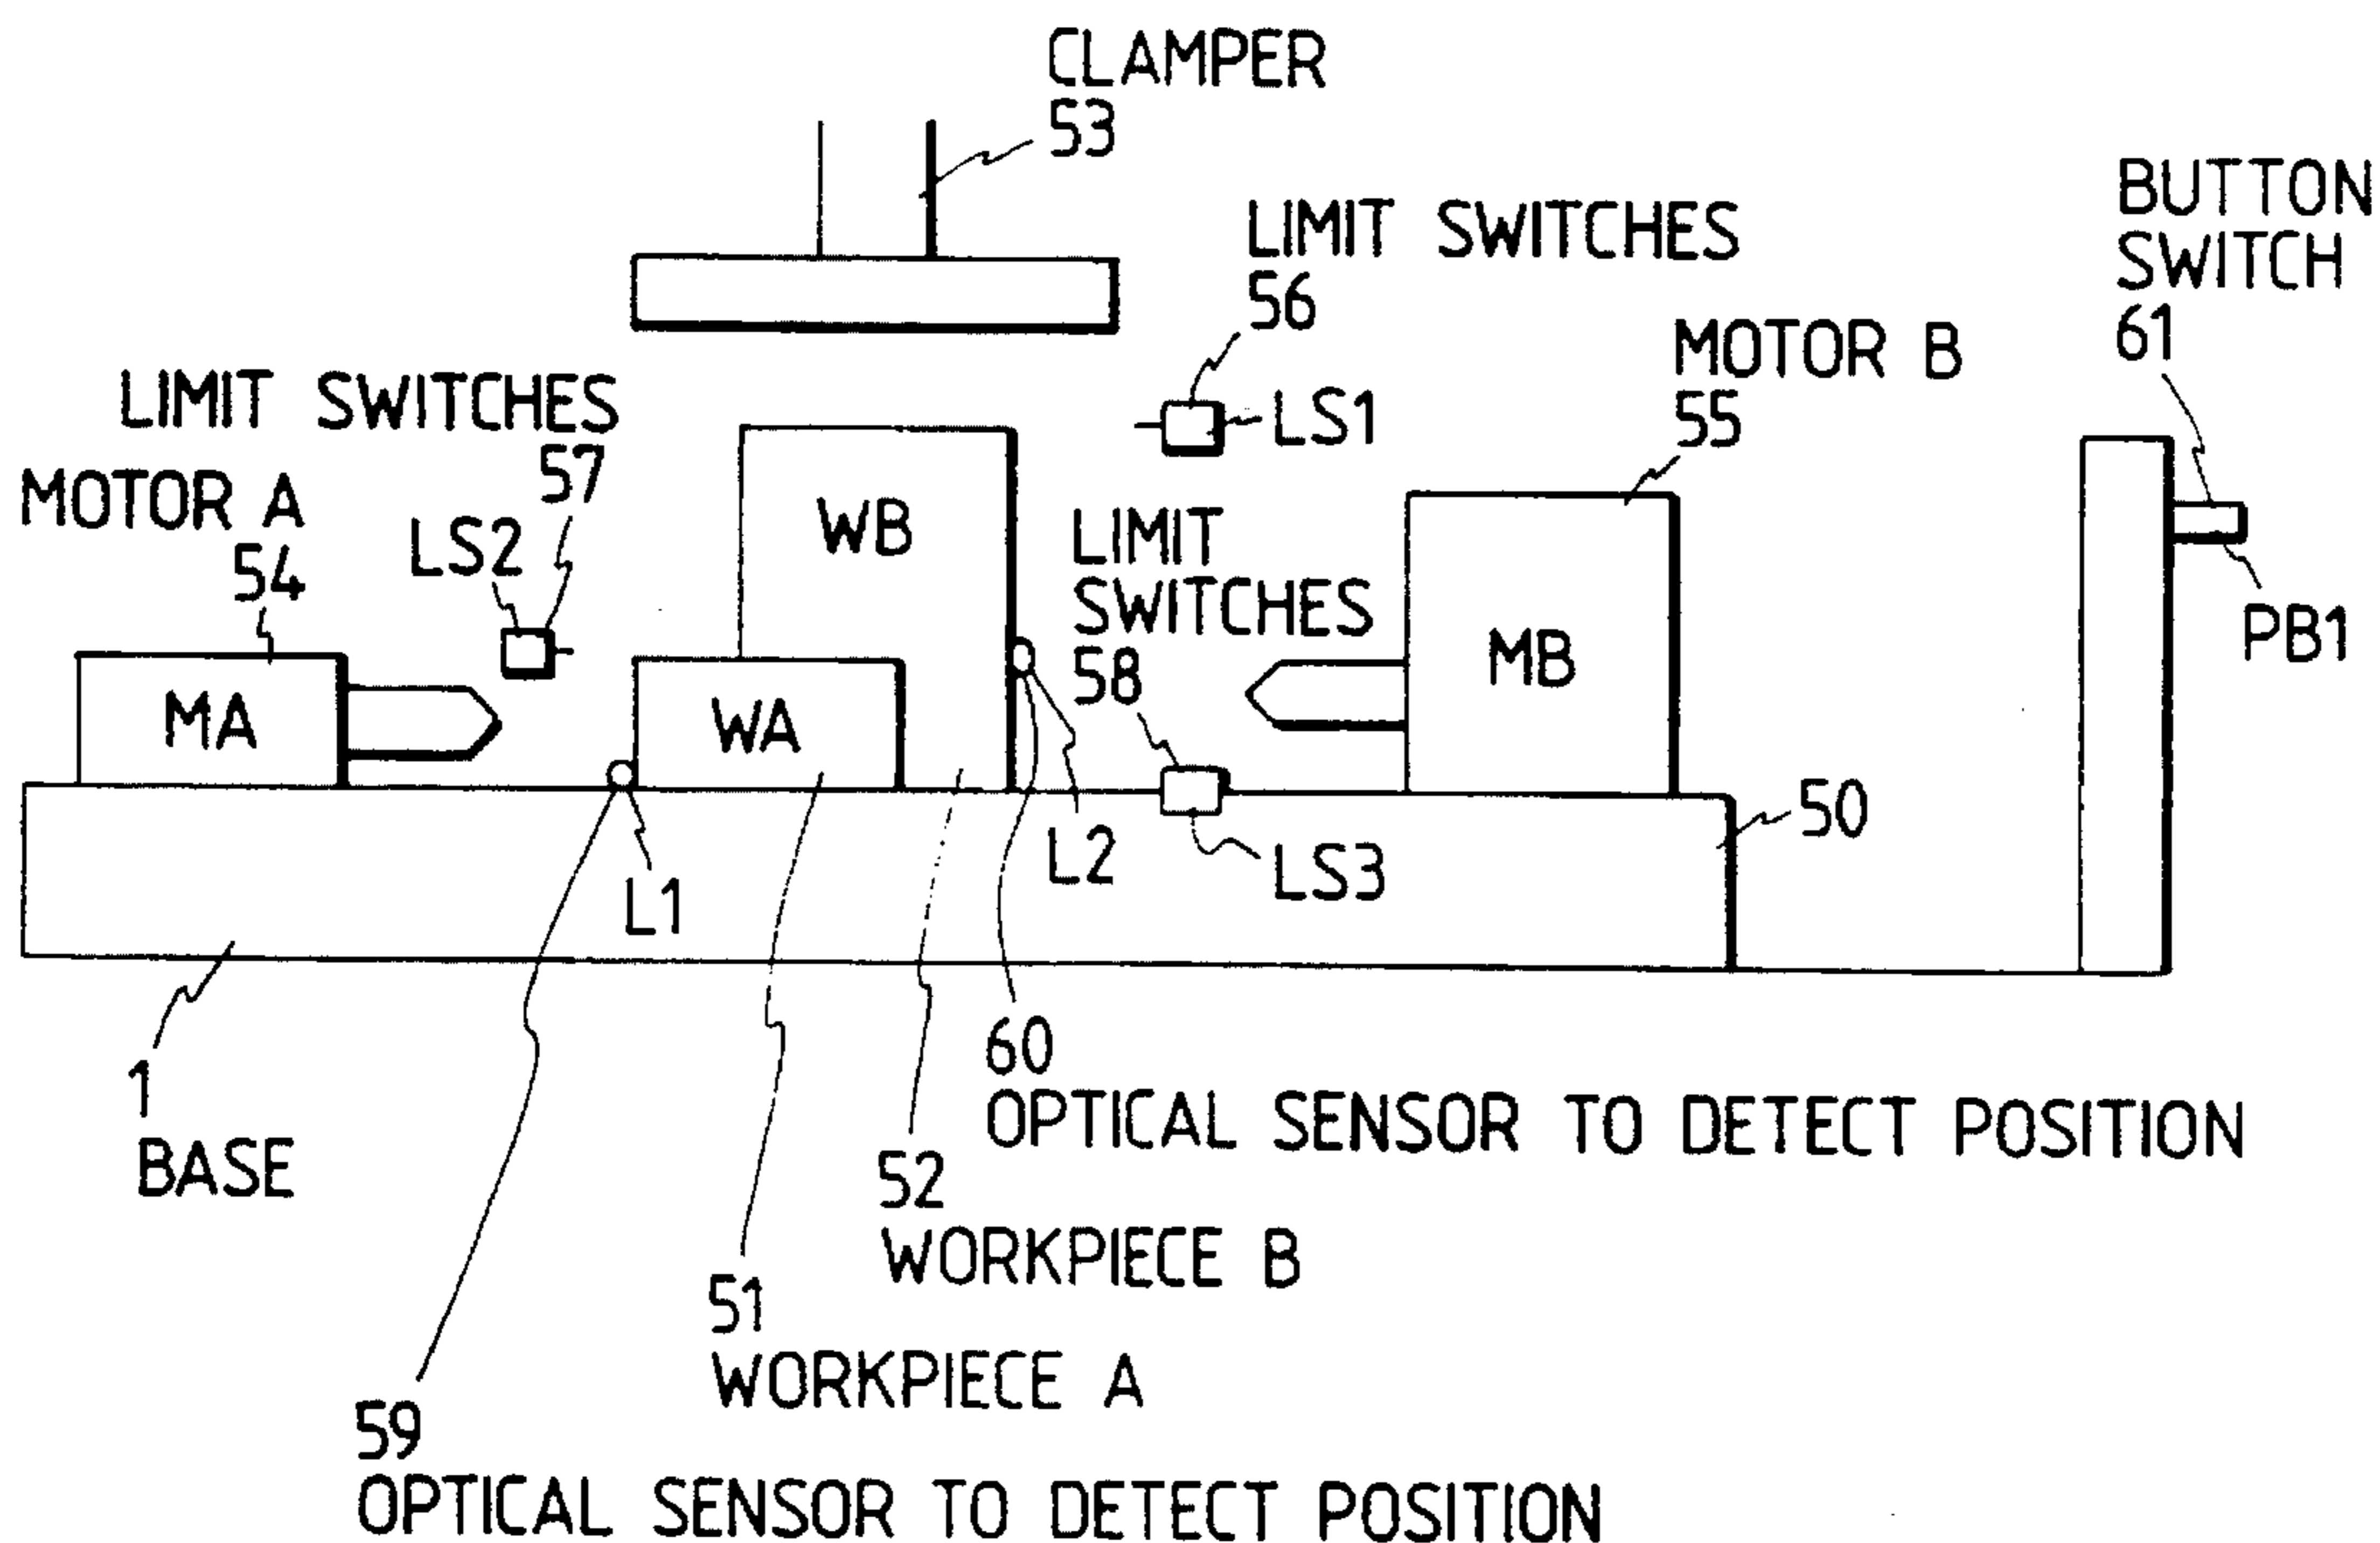 CLAMPER
53
BUTTON
SWITCH
61
LIMIT SWITCHES
56
MOTOR B
55
LIMIT SWITCHES
57
LS1
MOTOR A
54
LS2
WB
LIMIT
SWITCHES
58
MB
PB1
MA
WA
50
L2
LS3
L1
1
BASE
60
OPTICAL SENSOR TO DETECT POSITION
52
WORKPIECE B
51
WORKPIECE A
59
OPTICAL SENSOR TO DETECT POSITION